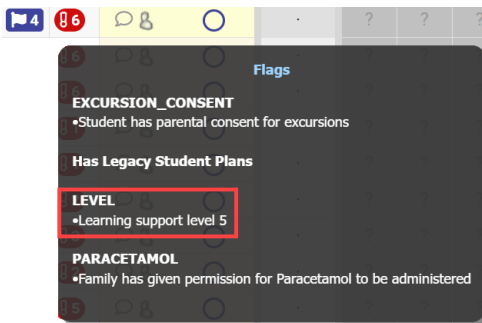 4 6 . ? ? ?
Flags
EXCURSION_CONSENT
•Student has parental consent for excursions
Has Legacy Student Plans
LEVEL
•Learning support level 5
PARACETAMOL
•Family has given permission for Paracetamol to be administered